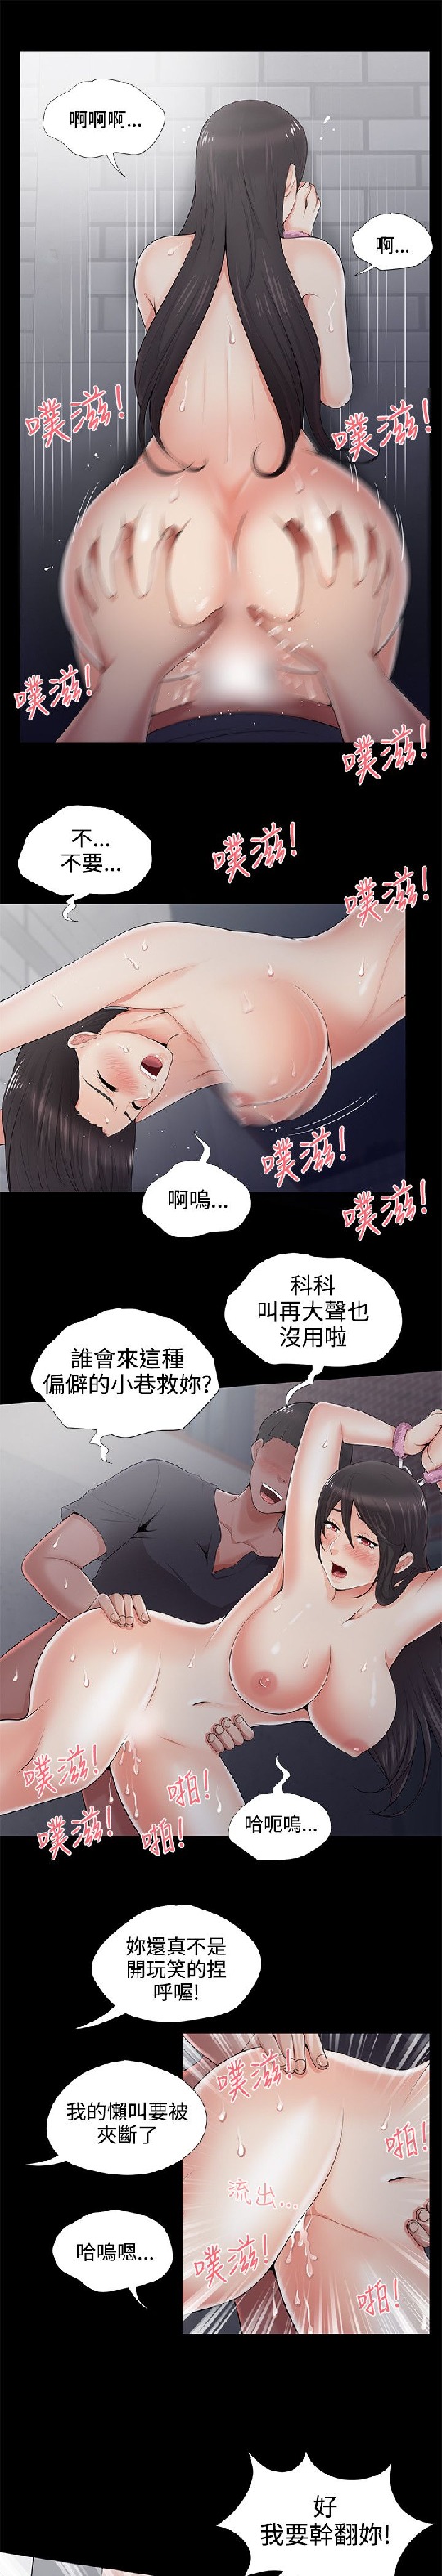 啊啊啊...
啊...
噗滋!
噗滋!
噗滋!
噗滋!
不...
不要...
噗滋!
噗滋!
噗滋!
啊嗚...
噗滋!
科科
叫再大聲也
沒用啦
誰會來這種
偏僻的小巷救妳?
噗滋!
啪!
噗滋!
啪!
哈呃嗚...
妳還真不是
開玩笑的捏
呼喔!
噗滋!
我的懶叫要被
夾斷了
啪!
流出...
哈嗚嗯...
噗滋!
啪!
好
我要幹翻妳!